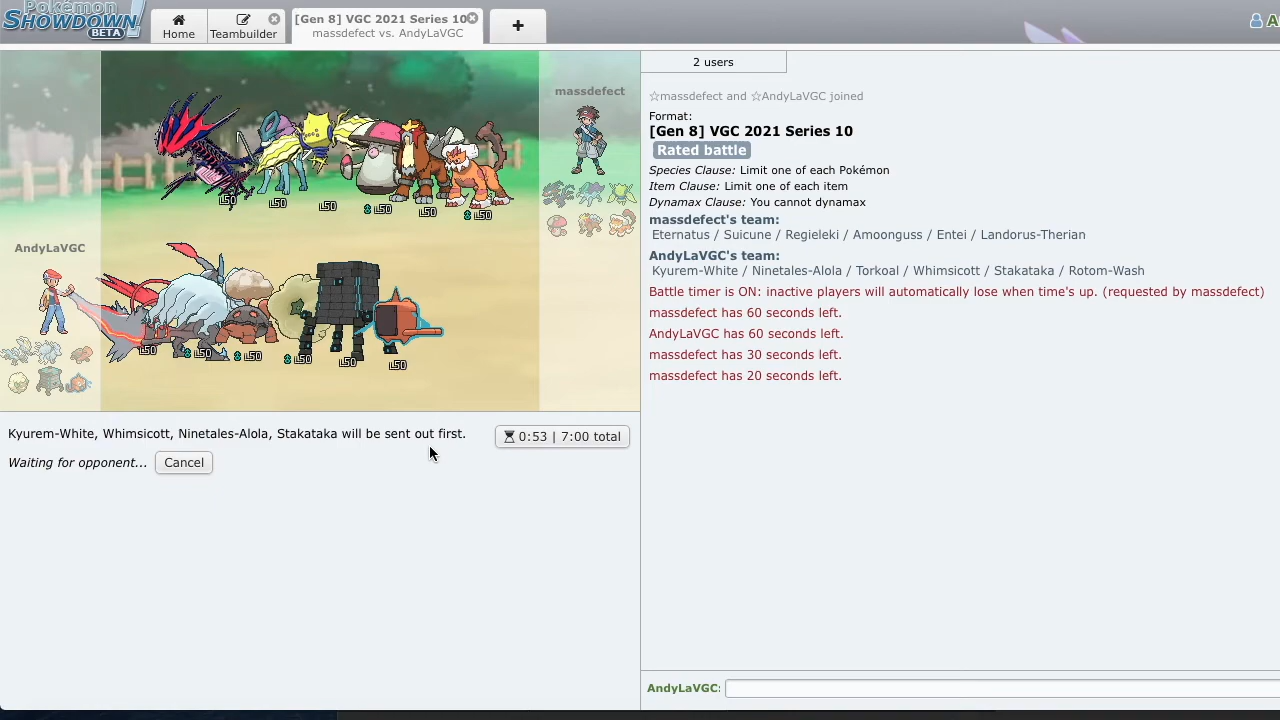 Pokémon
SHOWDOWN!
BETA
Home
Teambuilder
[Gen 8] VGC 2021 Series 10
massdefect vs. AndyLaVGC
+
A
massdefect
L50 L50 L50 L50 L50 L50
AndyLaVGC
L50 L50 L50 L50 L50 L50
Kyurem-White, Whimsicott, Ninetales-Alola, Stakataka will be sent out first.
0:53 | 7:00 total
Waiting for opponent...
Cancel
2 users
☆massdefect and ☆AndyLaVGC joined
Format:
[Gen 8] VGC 2021 Series 10
Rated battle
Species Clause: Limit one of each Pokémon
Item Clause: Limit one of each item
Dynamax Clause: You cannot dynamax
massdefect's team:
Eternatus / Suicune / Regieleki / Amoonguss / Entei / Landorus-Therian
AndyLaVGC's team:
Kyurem-White / Ninetales-Alola / Torkoal / Whimsicott / Stakataka / Rotom-Wash
Battle timer is ON: inactive players will automatically lose when time's up. (requested by massdefect)
massdefect has 60 seconds left.
AndyLaVGC has 60 seconds left.
massdefect has 30 seconds left.
massdefect has 20 seconds left.
AndyLaVGC: